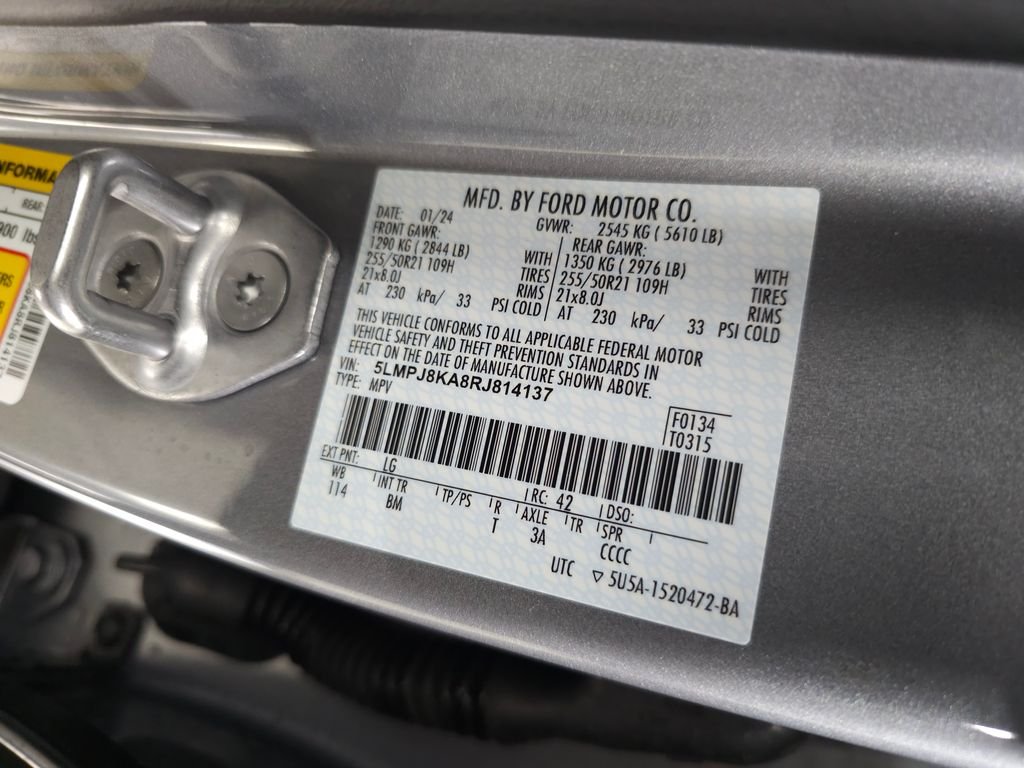 MFD. BY FORD MOTOR CO.
DATE: 01/24 GVWR: 2545 KG ( 5610 LB)
FRONT GAWR: REAR GAWR:
1290 KG ( 2844 LB) WITH 1350 KG ( 2976 LB) WITH
255/50R21 109H TIRES 255/50R21 109H TIRES
21x8.0J RIMS 21x8.0J RIMS
AT 230 kPa/ 33 PSI COLD AT 230 kPa/ 33 PSI COLD
THIS VEHICLE CONFORMS TO ALL APPLICABLE FEDERAL MOTOR
VEHICLE SAFETY AND THEFT PREVENTION STANDARDS IN
EFFECT ON THE DATE OF MANUFACTURE SHOWN ABOVE.
VIN: 5LMPJ8KA8RJ814137
TYPE: MPV
F0134
T0315
EXT PNT: LG RC: 42 DSO:
WB INT TR TP/PS R AXLE TR SPR
114 BM T 3A CCCC
UTC ▽ 5U5A-1520472-BA
NFORMA
REAR
900 lbs
ERS